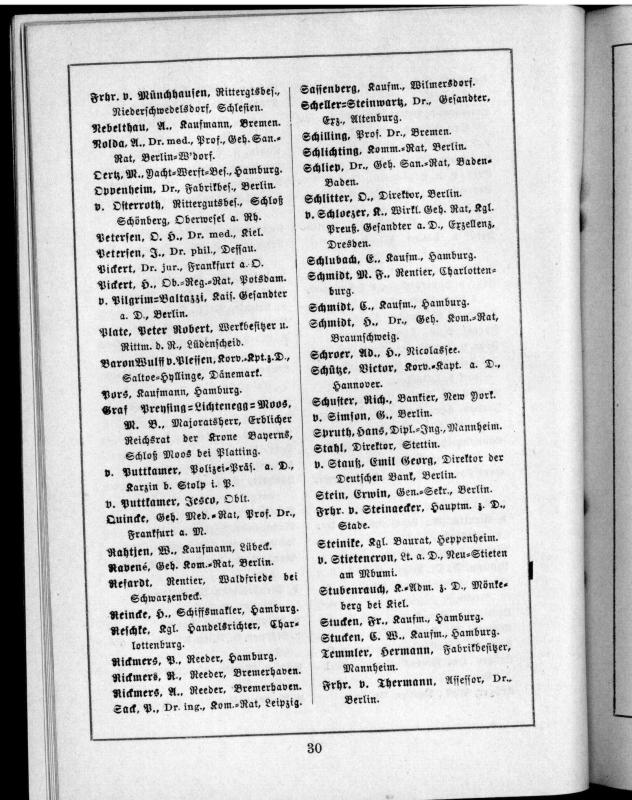 Frhr. v. Münchhausen, Rittergtsbes.,
Niederschwedelsdorf, Schlesien.
Nebelthau, A., Kaufmann, Bremen.
Nolda, A., Dr. med., Prof., Geh. San.-
Rat, Berlin-W'dorf.
Oertz, M., Yacht-Werft-Bes., Hamburg.
Oppenheim, Dr., Fabrikbes., Berlin.
v. Osterroth, Rittergutsbes., Schloß
Schönberg, Oberwesel a. Rh.
Petersen, O. H., Dr. med., Kiel.
Petersen, J., Dr. phil., Dessau.
Pickert, Dr. jur., Frankfurt a. O.
Pickert, H., Ob.-Reg.-Rat, Potsdam.
v. Pilgrim-Baltazzi, Kais. Gesandter
a. D., Berlin.
Plate, Peter Robert, Werkbesitzer u.
Rittm. d. R., Lüdenscheid.
Baron Wulff v. Plessen, Korv.-Kpt. z. D.,
Saltoe-Hyllinge, Dänemark.
Pors, Kaufmann, Hamburg.
Graf Preysing-Lichtenegg-Moos,
M. B., Majoratsherr, Erblicher
Reichsrat der Krone Bayerns,
Schloß Moos bei Platting.
v. Puttkamer, Polizei-Präs. a. D.,
Karzin b. Stolp i. P.
v. Puttkamer, Jesco, Oblt.
Quincke, Geh. Med.-Rat, Prof. Dr.,
Frankfurt a. M.
Rahtjen, W., Kaufmann, Lübeck.
Ravené, Geh. Kom.-Rat, Berlin.
Refardt, Rentier, Waldfriede bei
Schwarzenbeck.
Reincke, H., Schiffsmakler, Hamburg.
Reschke, Kgl. Handelsrichter, Char-
lottenburg.
Rickmers, P., Reeder, Hamburg.
Rickmers, R., Reeder, Bremerhaven.
Rickmers, A., Reeder, Bremerhaven.
Sack, P., Dr. ing., Kom.-Rat, Leipzig.
Sassenberg, Kaufm., Wilmersdorf.
Scheller-Steinwartz, Dr., Gesandter,
Exz., Altenburg.
Schilling, Prof. Dr., Bremen.
Schlichting, Komm.-Rat, Berlin.
Schliep, Dr., Geh. San.-Rat, Baden-
Baden.
Schlitter, O., Direktor, Berlin.
v. Schloezer, K., Wirkl. Geh. Rat, Kgl.
Preuß. Gesandter a. D., Exzellenz,
Dresden.
Schlubach, E., Kaufm., Hamburg.
Schmidt, M. F., Rentier, Charlotten-
burg.
Schmidt, C., Kaufm., Hamburg.
Schmidt, H., Dr., Geh. Kom.-Rat,
Braunschweig.
Schroer, Ad., H., Nicolassee.
Schütze, Victor, Korv.-Kapt. a. D.,
Hannover.
Schuster, Rich., Bankier, New York.
v. Simson, G., Berlin.
Spruth, Hans, Dipl.-Ing., Mannheim.
Stahl, Direktor, Stettin.
v. Stauß, Emil Georg, Direktor der
Deutschen Bank, Berlin.
Stein, Erwin, Gen.-Sekr., Berlin.
Frhr. v. Steinaecker, Hauptm. z. D.,
Stade.
Steinike, Kgl. Baurat, Heppenheim.
v. Stietencron, Lt. a. D., Neu-Stieten
am Mbumi.
Stubenrauch, K.-Adm. z. D., Mönke-
berg bei Kiel.
Stucken, Fr., Kaufm., Hamburg.
Stucken, C. W., Kaufm., Hamburg.
Temmler, Hermann, Fabrikbesitzer,
Mannheim.
Frhr. v. Thermann, Assessor, Dr.,
Berlin.
30